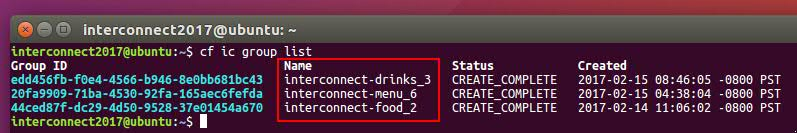 interconnect2017@ubuntu: ~
interconnect2017@ubuntu:~$ cf ic group list
Group ID Name Status Created
edd456fb-f0e4-4566-b946-8e0bb681bc43 interconnect-drinks_3 CREATE_COMPLETE 2017-02-15 08:46:05 -0800 PST
20fa9909-71ba-4530-92fa-165aec6fefda interconnect-menu_6 CREATE_COMPLETE 2017-02-15 04:38:04 -0800 PST
44ced87f-dc29-4d50-9528-37e01454a670 interconnect-food_2 CREATE_COMPLETE 2017-02-14 11:06:02 -0800 PST
interconnect2017@ubuntu:~$